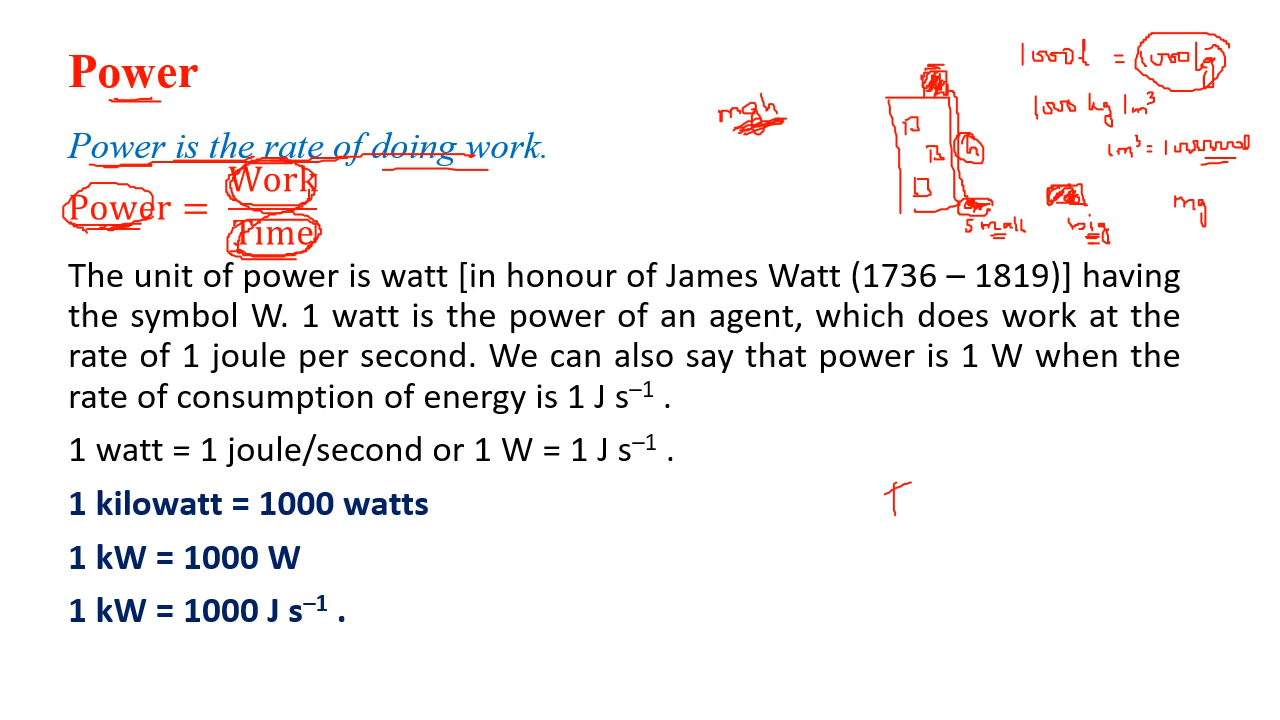 Power
Power is the rate of doing work.
Power = Work
Time
The unit of power is watt [in honour of James Watt (1736 – 1819)] having
the symbol W. 1 watt is the power of an agent, which does work at the
rate of 1 joule per second. We can also say that power is 1 W when the
rate of consumption of energy is 1 J s⁻¹ .
1 watt = 1 joule/second or 1 W = 1 J s⁻¹ .
1 kilowatt = 1000 watts
1 kW = 1000 W
1 kW = 1000 J s⁻¹ .
mgh
h
small
big
mg
1000 l =
1000 kg 1m³
1m³ =